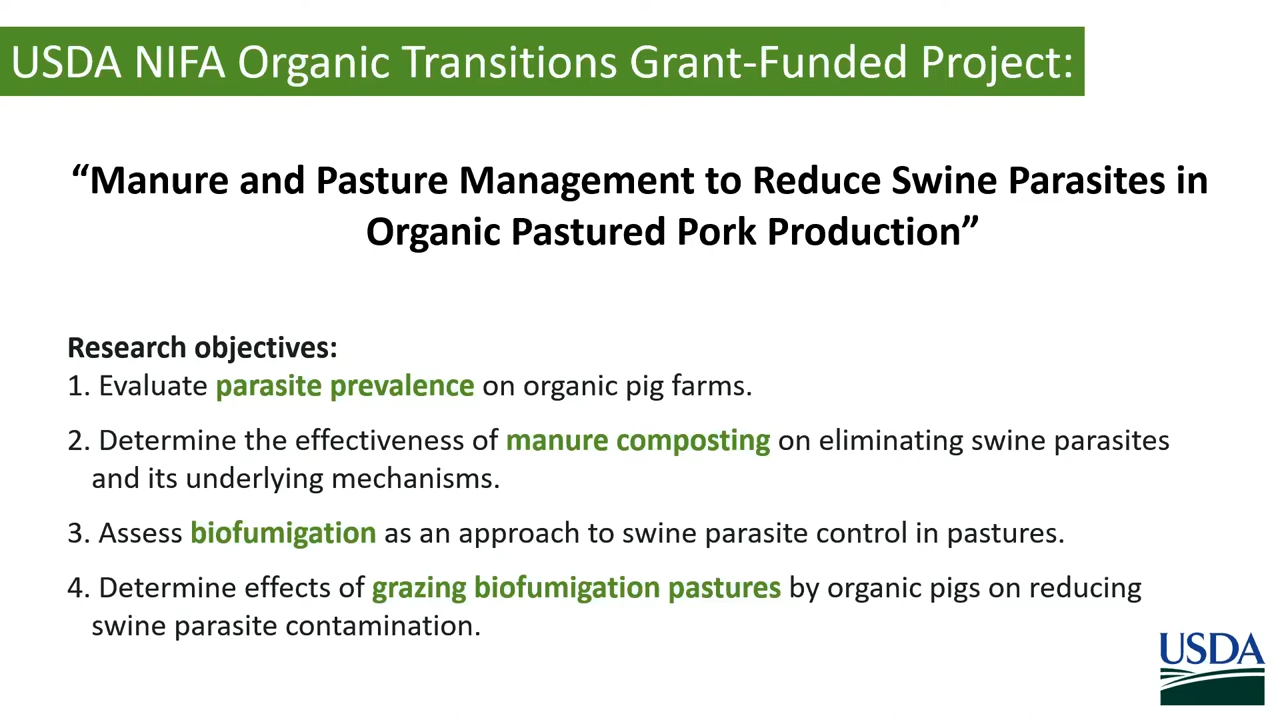 USDA NIFA Organic Transitions Grant-Funded Project:
“Manure and Pasture Management to Reduce Swine Parasites in
Organic Pastured Pork Production”
Research objectives:
1. Evaluate parasite prevalence on organic pig farms.
2. Determine the effectiveness of manure composting on eliminating swine parasites
and its underlying mechanisms.
3. Assess biofumigation as an approach to swine parasite control in pastures.
4. Determine effects of grazing biofumigation pastures by organic pigs on reducing
swine parasite contamination.
USDA